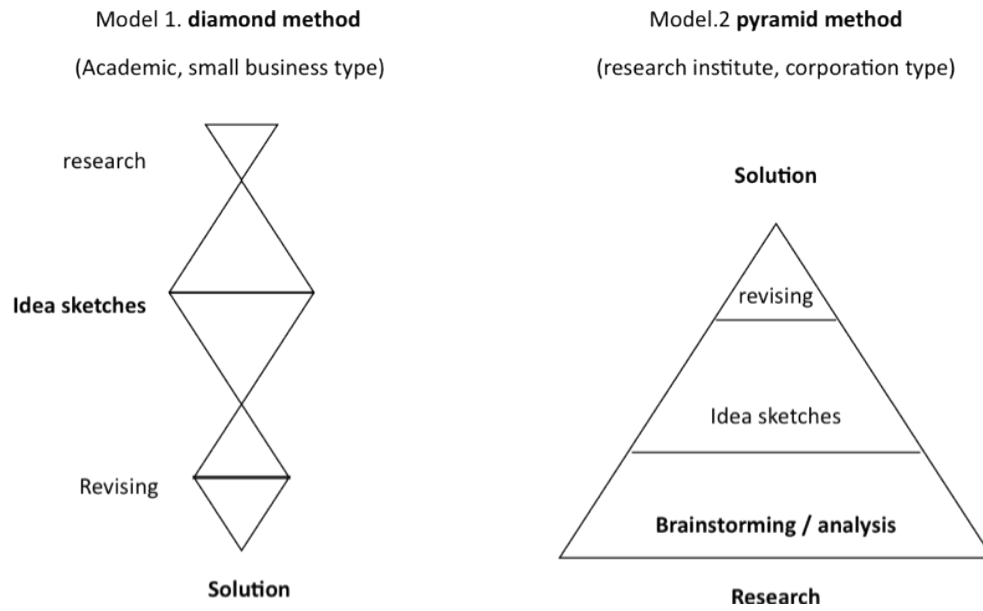 Model 1. diamond method
(Academic, small business type)
research
Idea sketches
Revising
Solution
Model.2 pyramid method
(research institute, corporation type)
Solution
revising
Idea sketches
Brainstorming / analysis
Research